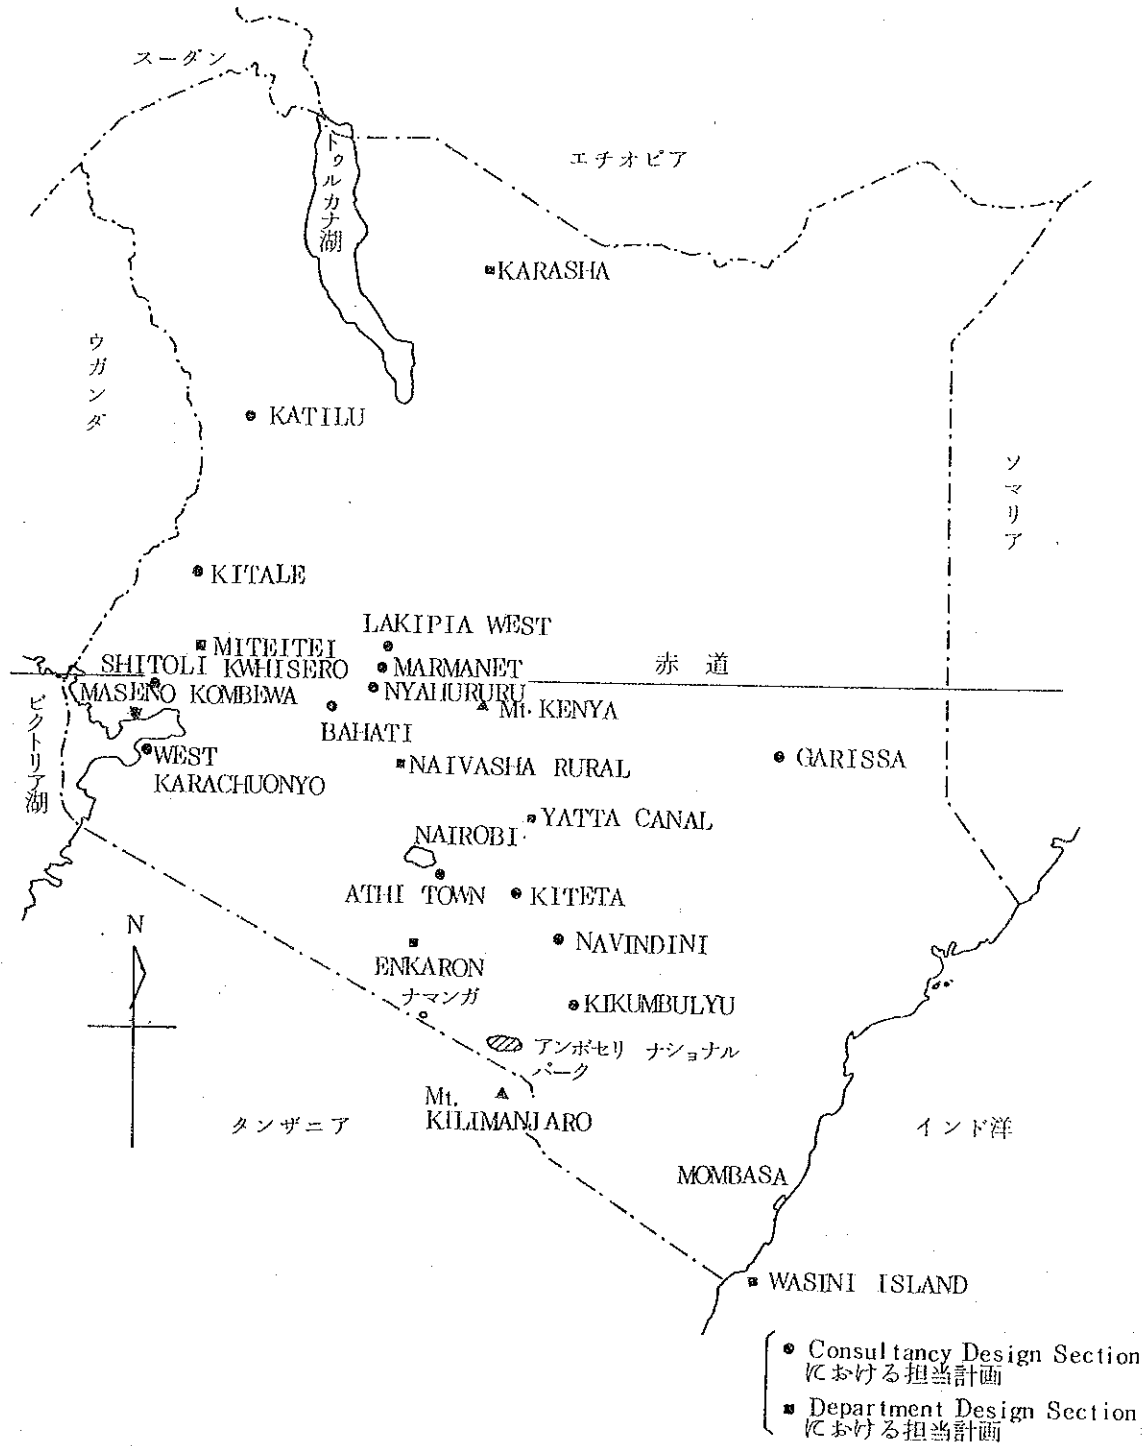 スーダン
エチオピア
トゥルカナ湖
KARASHA
ウガンダ
KATILU
ソマリア
KITALE
LAKIPIA WEST
MITEITEI
SHITOLI KWHISERO
MARMANET
赤道
MASENO KOMBEWA
NYAHURURU
Mt. KENYA
BAHATI
ビクトリア湖
WEST
KARACHUONYO
NAIVASHA RURAL
GARISSA
YATTA CANAL
NAIROBI
ATHI TOWN
KITETA
N
NAVINDINI
ENKARON
ナマンガ
KIKUMBULYU
アンボセリ ナショナル
パーク
Mt.
KILIMANJARO
タンザニア
インド洋
MOMBASA
WASINI ISLAND
Consultancy Design Section
における担当計画
Department Design Section
における担当計画